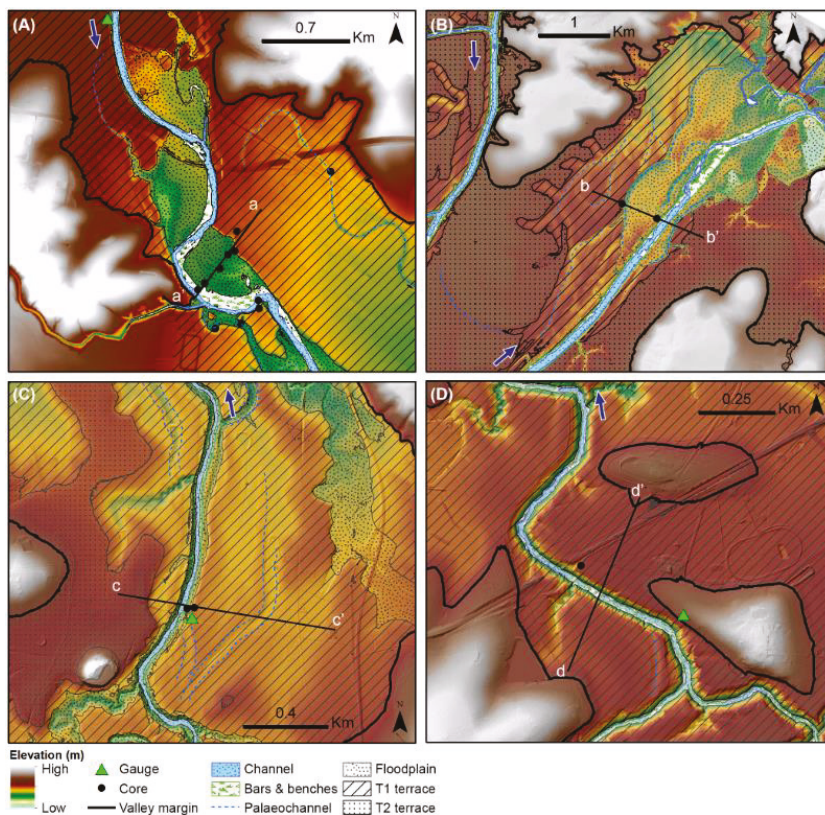 (A)
N
0.7
Km
a
a'
(B)
1
Km
N
b
b'
(C)
c
c'
0.4
Km
N
(D)
0.25
Km
d'
d
Elevation (m)
High
Low
Gauge
Core
Valley margin
Channel
Bars & benches
Palaeochannel
Floodplain
T1 terrace
T2 terrace